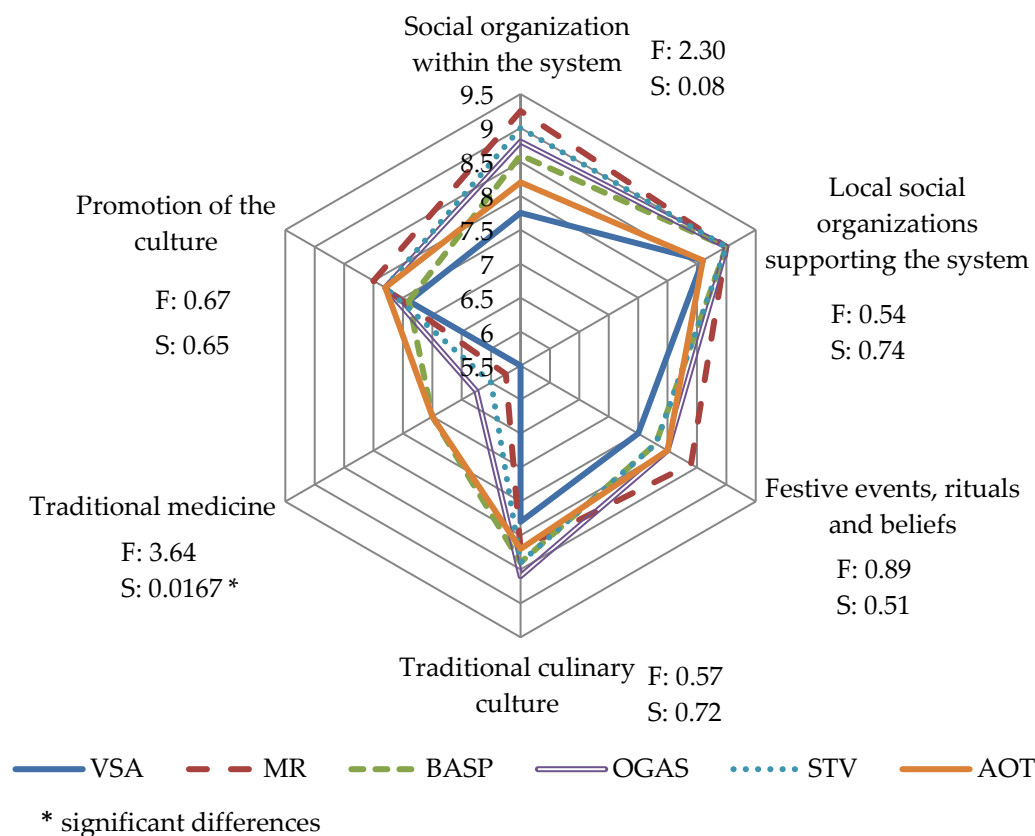 Social organization
within the system
F: 2.30
S: 0.08
9.5
9
8.5
8
7.5
7
6.5
6
5.5
Local social
organizations
supporting the system
F: 0.54
S: 0.74
Promotion of the
culture
F: 0.67
S: 0.65
Traditional medicine
F: 3.64
S: 0.0167 *
Festive events, rituals
and beliefs
F: 0.89
S: 0.51
Traditional culinary
culture
F: 0.57
S: 0.72
VSA MR BASP OGAS STV AOT
* significant differences